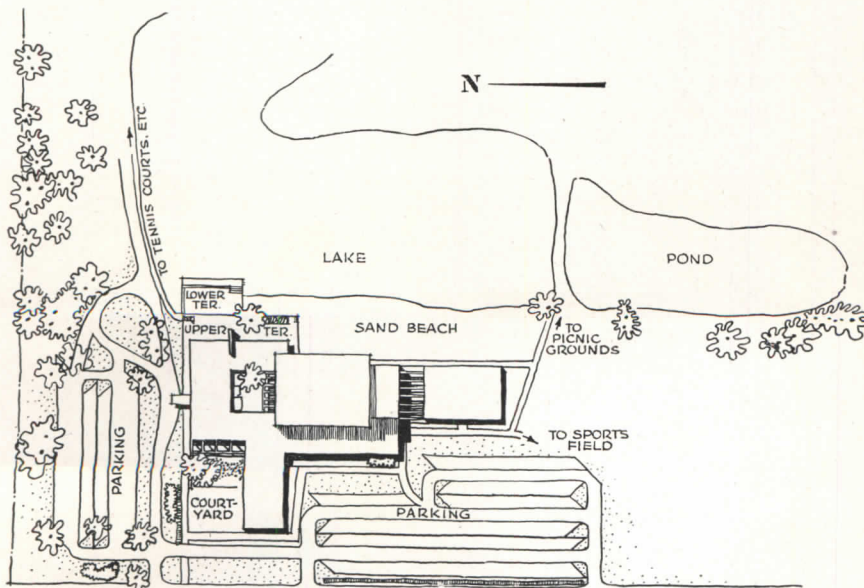 N
TO TENNIS COURTS, ETC.
LAKE
POND
LOWER
TER.
UPPER
TER.
SAND BEACH
TO
PICNIC
GROUNDS
TO SPORTS
FIELD
PARKING
COURT-
YARD
PARKING